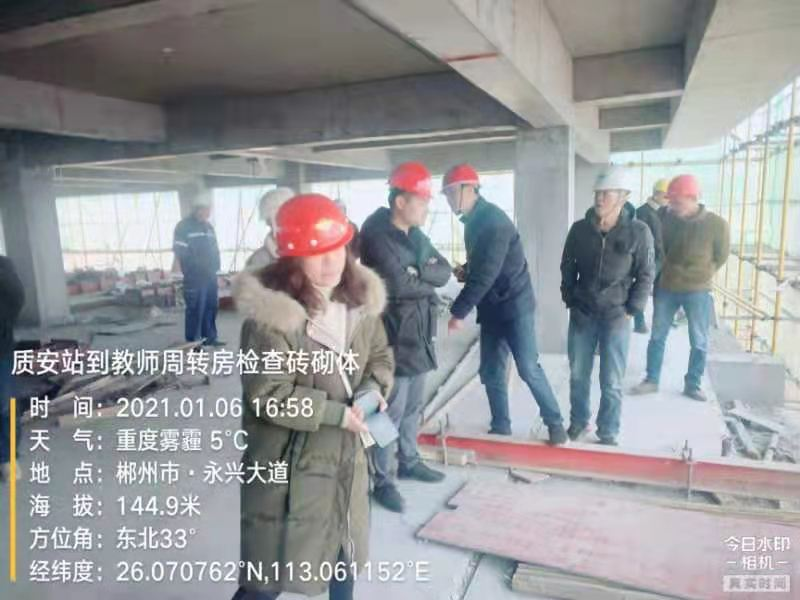 质安站到教师周转房检查砖砌体
时 间：2021.01.06 16:58
天 气：重度雾霾 5℃
地 点：郴州市·永兴大道
海 拔：144.9米
方位角：东北33°
经纬度：26.070762°N,113.061152°E
今日水印
-相机-
真实时间